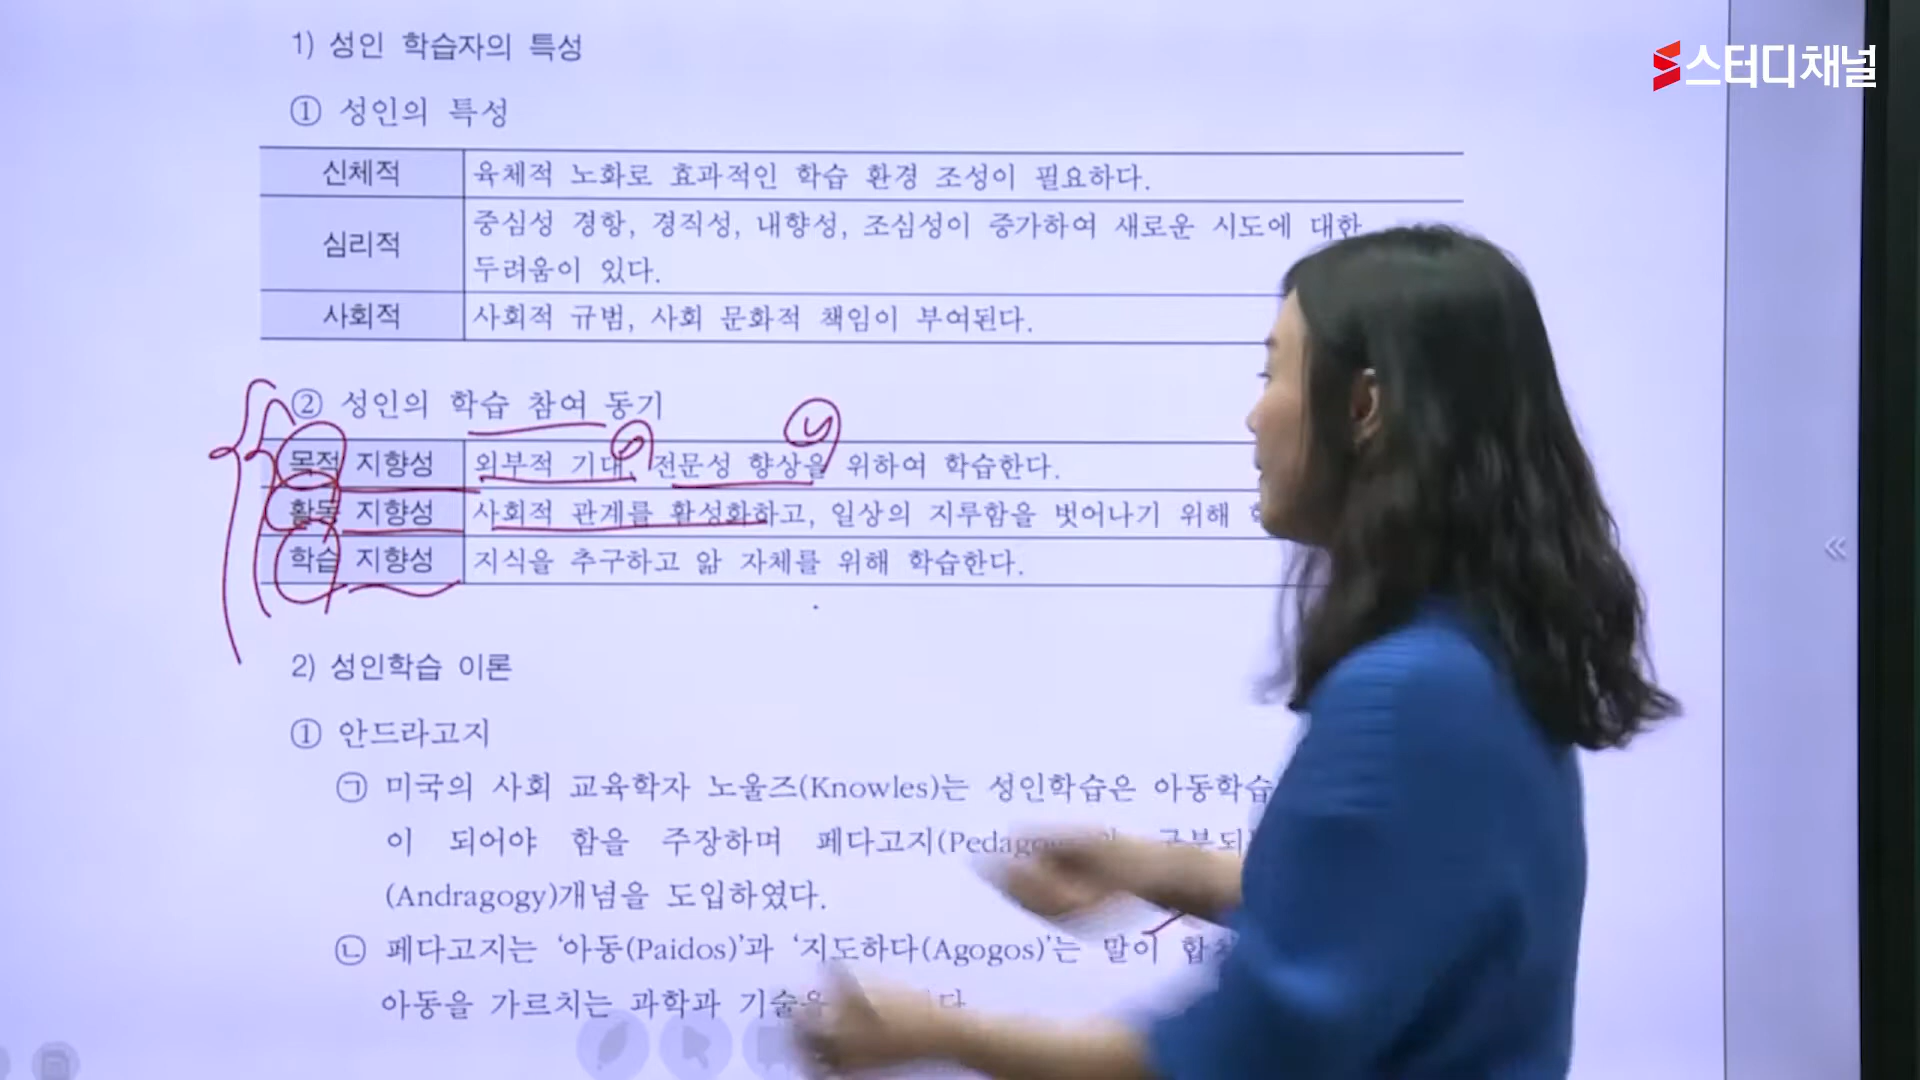 스터디채널
1) 성인 학습자의 특성
① 성인의 특성
신체적 육체적 노화로 효과적인 학습 환경 조성이 필요하다.
심리적 중심성 경향, 경직성, 내향성, 조심성이 증가하여 새로운 시도에 대한
두려움이 있다.
사회적 사회적 규범, 사회 문화적 책임이 부여된다.
② 성인의 학습 참여 동기
목적 지향성 외부적 기대, 전문성 향상을 위하여 학습한다.
활동 지향성 사회적 관계를 활성화하고, 일상의 지루함을 벗어나기 위해
학습 지향성 지식을 추구하고 앎 자체를 위해 학습한다.
2) 성인학습 이론
① 안드라고지
㉠ 미국의 사회 교육학자 노울즈(Knowles)는 성인학습은 아동학습
이 되어야 함을 주장하며 페다고지
(Andragogy)개념을 도입하였다.
㉡ 페다고지는 '아동(Paidos)'과 '지도하다(Agogos)'는 말이
아동을 가르치는 과학과 기술을